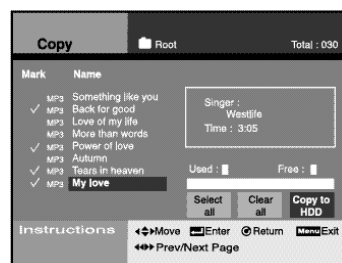 Copy Root Total : 030
Mark Name
MP3 Something like you
✓ MP3 Back for good
MP3 Love of my life
MP3 More than words
✓ MP3 Power of love
MP3 Autumn
✓ MP3 Tears in heaven
✓ MP3 My love
Singer :
Westlife
Time : 3:05
Used : Free :
Select all
Clear all
Copy to HDD
Instructions
Move Enter Return Menu Exit
Prev/Next Page